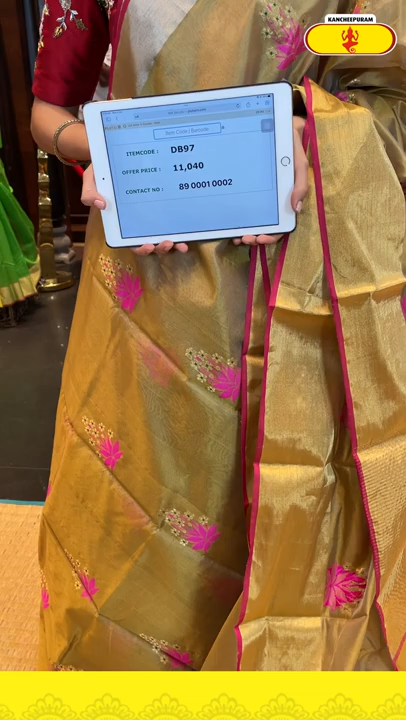 KANCHEEPURAM
Item Code / Barcode
ITEMCODE : DB97
OFFER PRICE : 11,040
CONTACT NO : 89 0001 0002